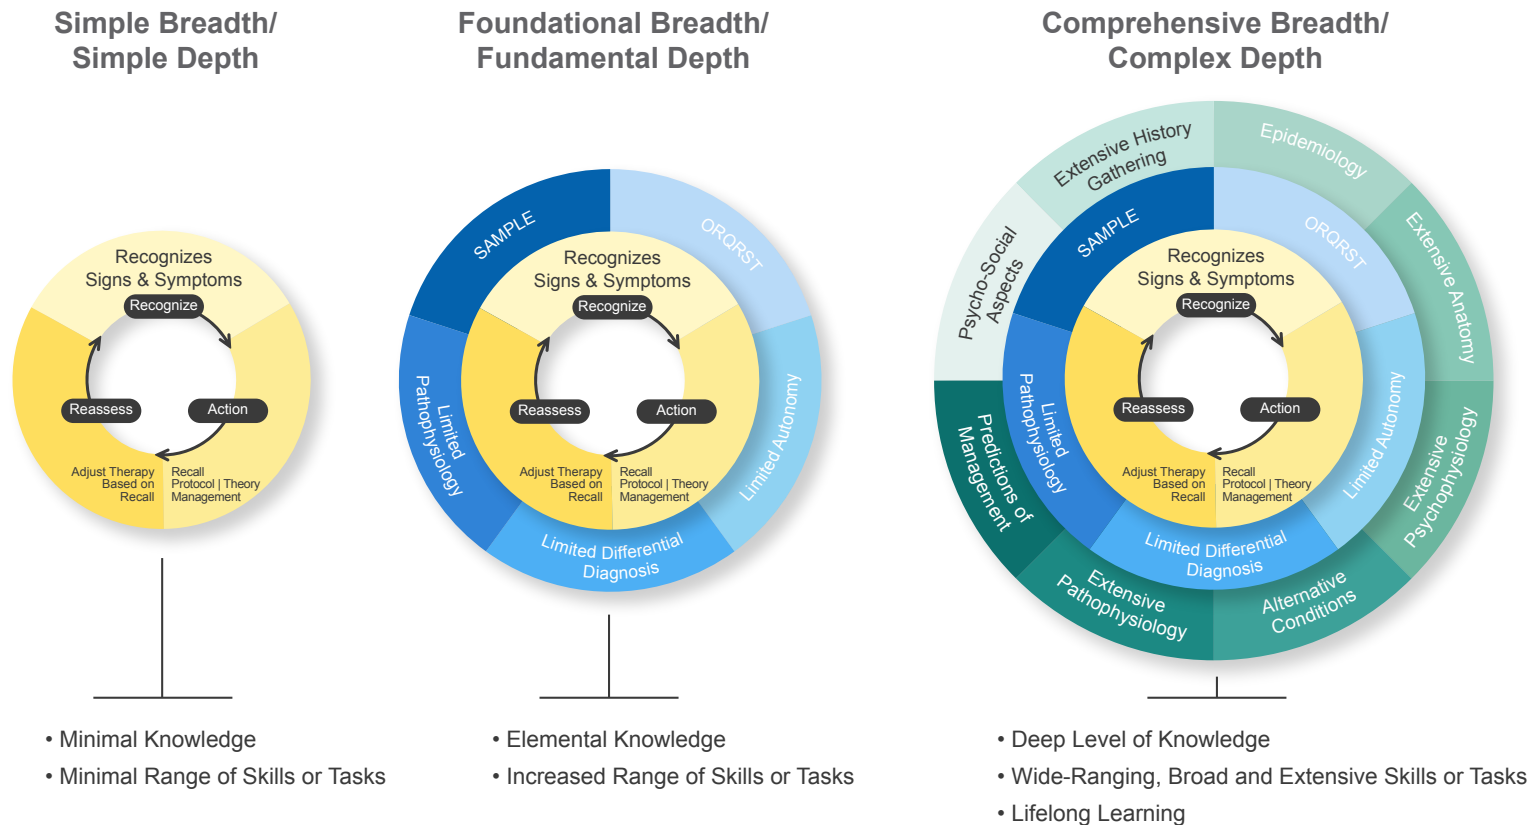 Simple Breadth/
Simple Depth
Recognizes
Signs & Symptoms
Recognize
Reassess
Action
Adjust Therapy
Based on
Recall
Recall
Protocol | Theory
Management
• Minimal Knowledge
• Minimal Range of Skills or Tasks
Foundational Breadth/
Fundamental Depth
SAMPLE
ORQRST
Recognizes
Signs & Symptoms
Recognize
Reassess
Action
Adjust Therapy
Based on
Recall
Recall
Protocol | Theory
Management
Limited
Pathophysiology
Limited Autonomy
Limited Differential
Diagnosis
• Elemental Knowledge
• Increased Range of Skills or Tasks
Comprehensive Breadth/
Complex Depth
Extensive History
Gathering
Epidemiology
Psycho-Social
Aspects
Extensive Anatomy
SAMPLE
ORQRST
Recognizes
Signs & Symptoms
Recognize
Reassess
Action
Adjust Therapy
Based on
Recall
Recall
Protocol | Theory
Management
Limited
Pathophysiology
Limited Autonomy
Limited Differential
Diagnosis
Predictions of
Management
Extensive
Psychophysiology
Extensive
Pathophysiology
Alternative
Conditions
• Deep Level of Knowledge
• Wide-Ranging, Broad and Extensive Skills or Tasks
• Lifelong Learning